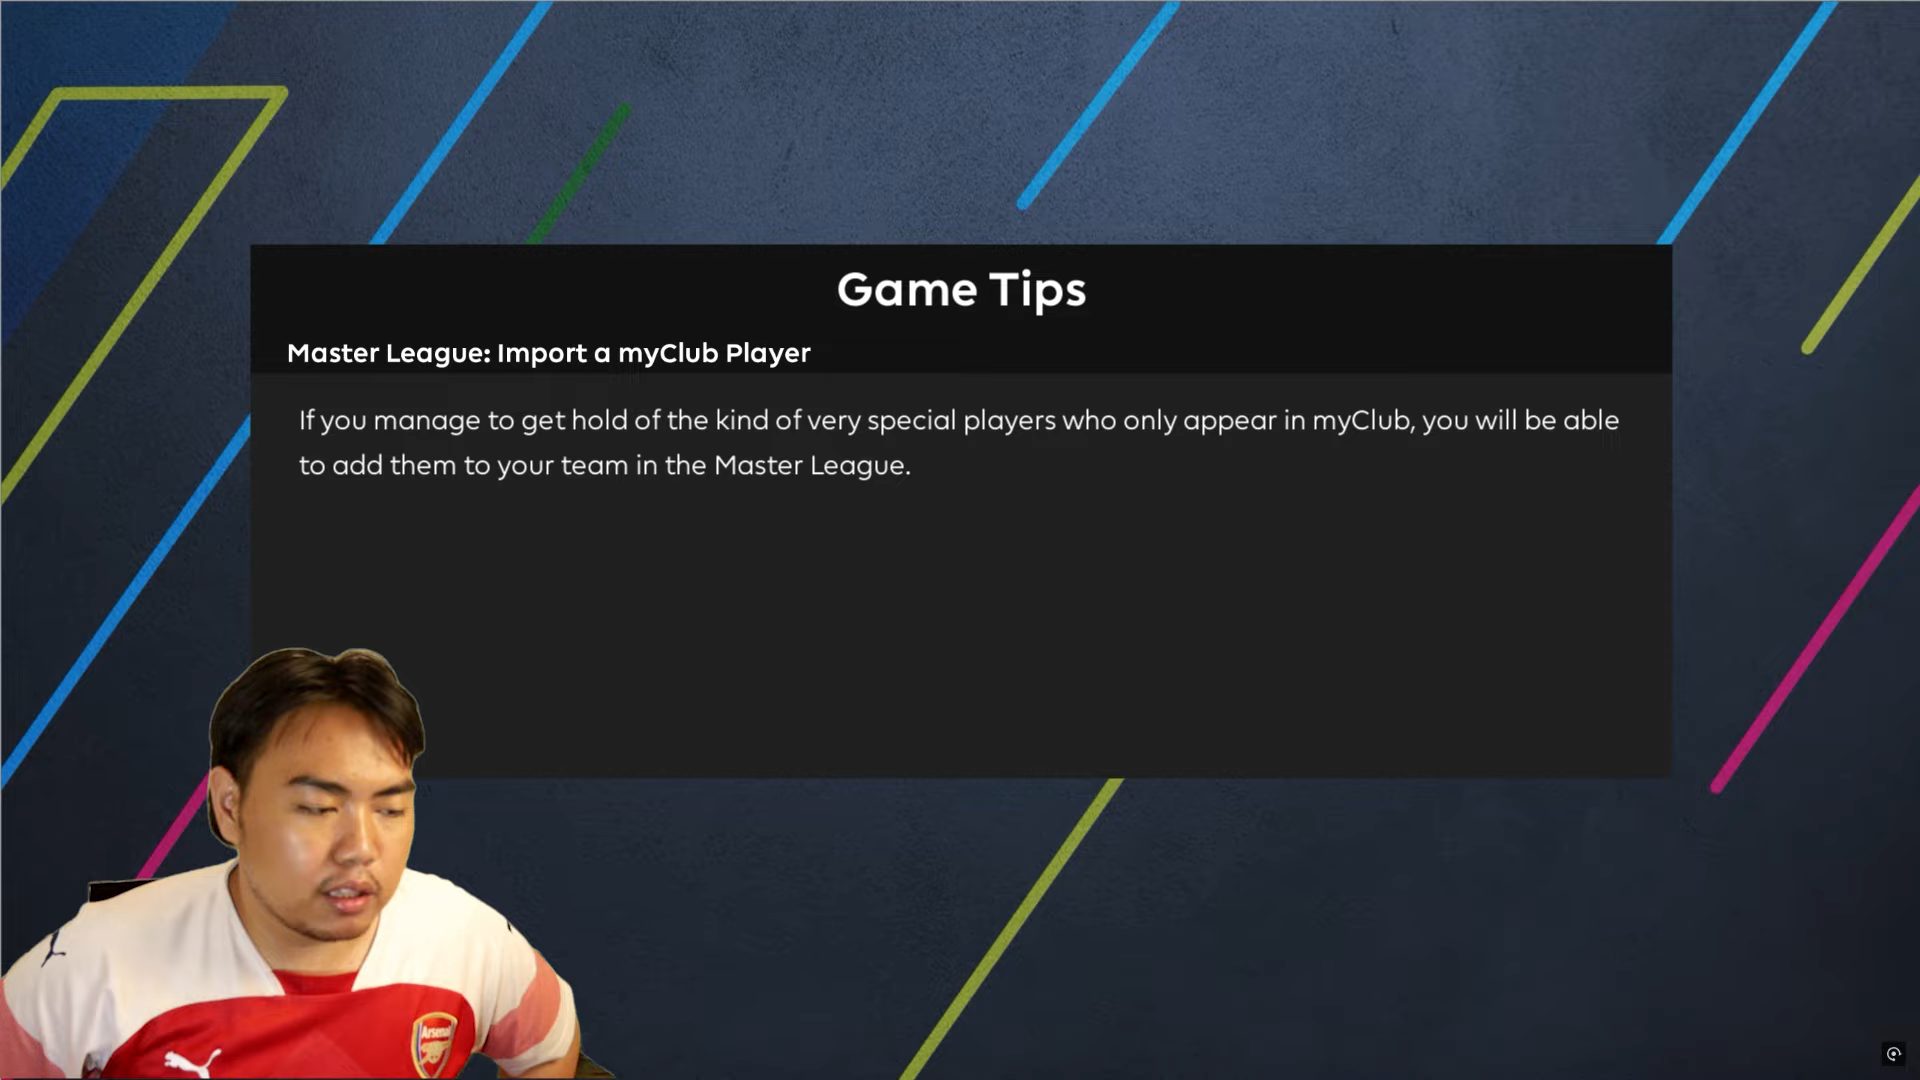 Game Tips
Master League: Import a myClub Player
If you manage to get hold of the kind of very special players who only appear in myClub, you will be able
to add them to your team in the Master League.
Arsenal